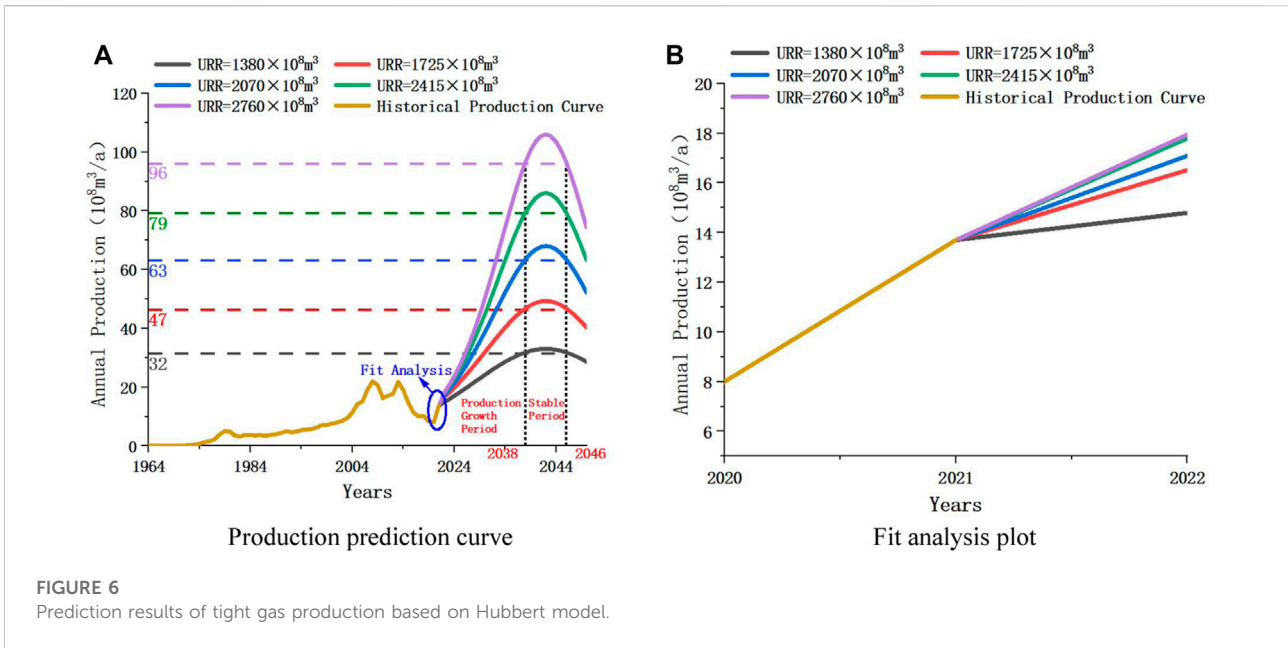 A
URR=1380×10⁸m³
URR=1725×10⁸m³
URR=2070×10⁸m³
URR=2415×10⁸m³
URR=2760×10⁸m³
Historical Production Curve
Annual Production (10⁸m³/a)
120
100
80
60
40
20
0
96
79
63
47
32
Fit Analysis
Production
Growth
Period
Stable
Period
1964
1984
2004
2024
2038
2044
2046
Years
Production prediction curve
B
URR=1380×10⁸m³
URR=1725×10⁸m³
URR=2070×10⁸m³
URR=2415×10⁸m³
URR=2760×10⁸m³
Historical Production Curve
Annual Production (10⁸m³/a)
20
18
16
14
12
10
8
6
2020
2021
2022
Years
Fit analysis plot
FIGURE 6
Prediction results of tight gas production based on Hubbert model.